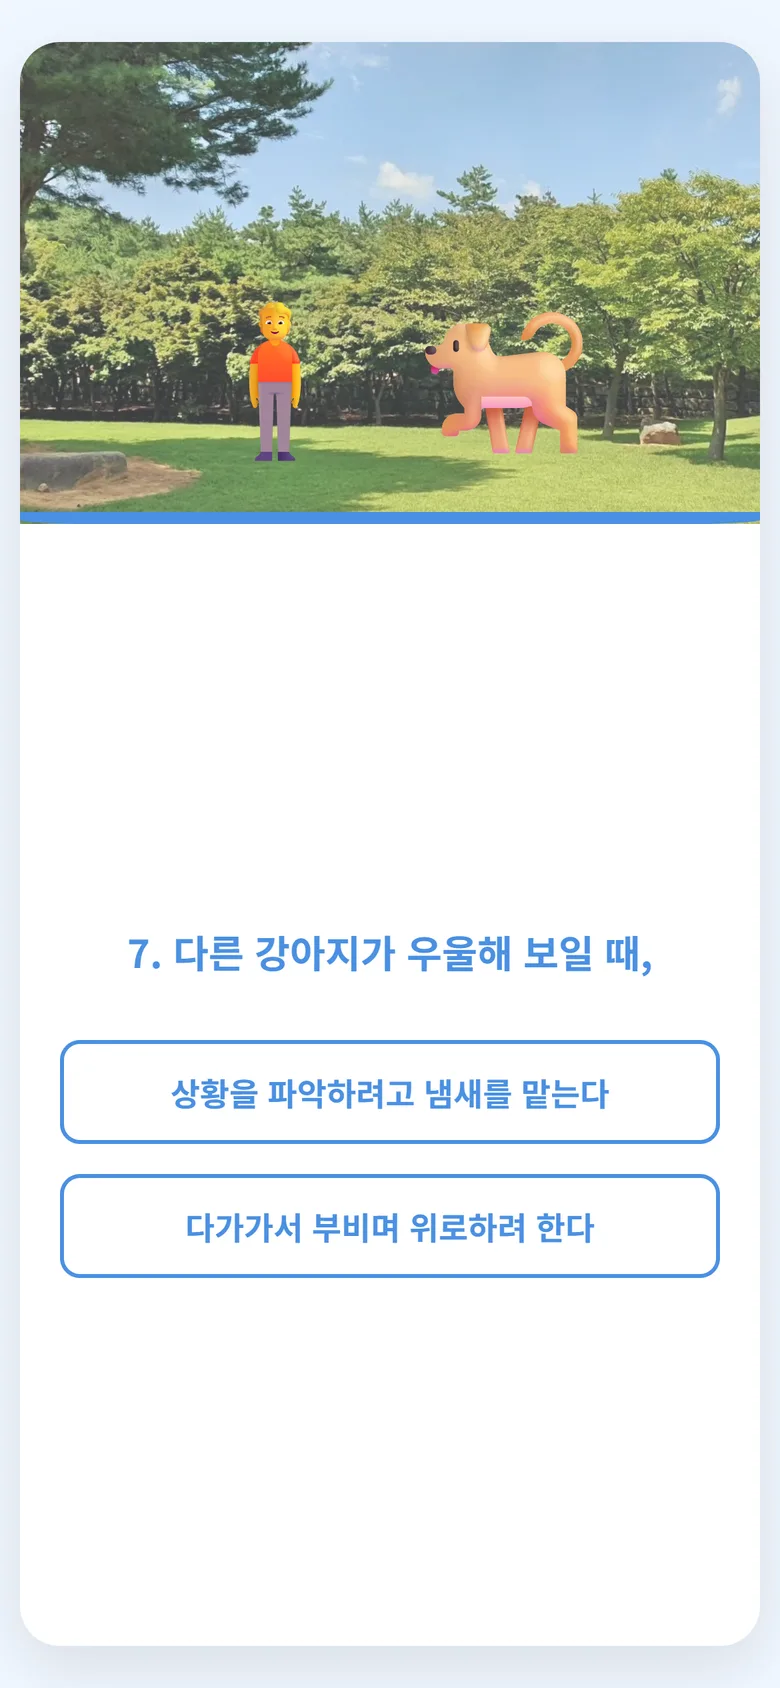 7. 다른 강아지가 우울해 보일 때,
상황을 파악하려고 냄새를 맡는다
다가가서 부비며 위로하려 한다